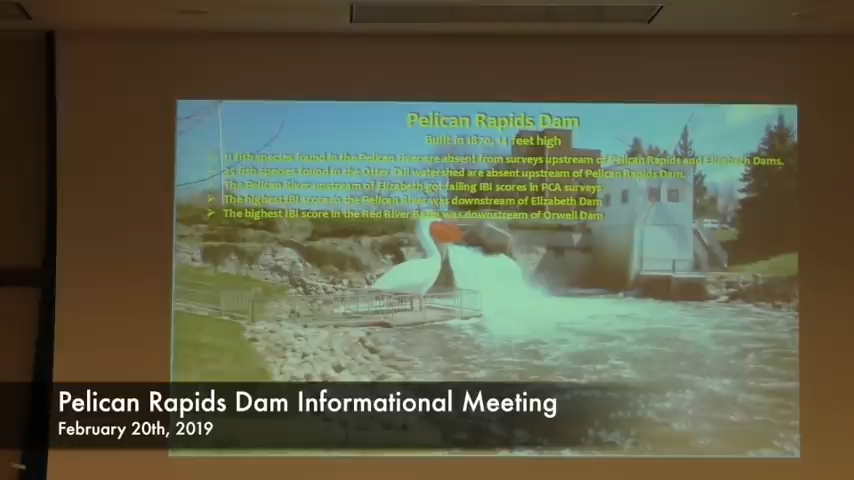 Pelican Rapids Dam
Built in 1870, 14 feet high
11 fish species found in the Pelican River are absent from surveys upstream of Pelican Rapids and Elizabeth Dams.
25 fish species found in the Otter Tail watershed are absent upstream of Pelican Rapids Dam.
The Pelican River upstream of Elizabeth got failing IBI scores in PCA surveys
➢ The highest IBI score in the Pelican River was downstream of Elizabeth Dam
➢ The highest IBI score in the Red River Basin was downstream of Orwell Dam
Pelican Rapids Dam Informational Meeting
February 20th, 2019